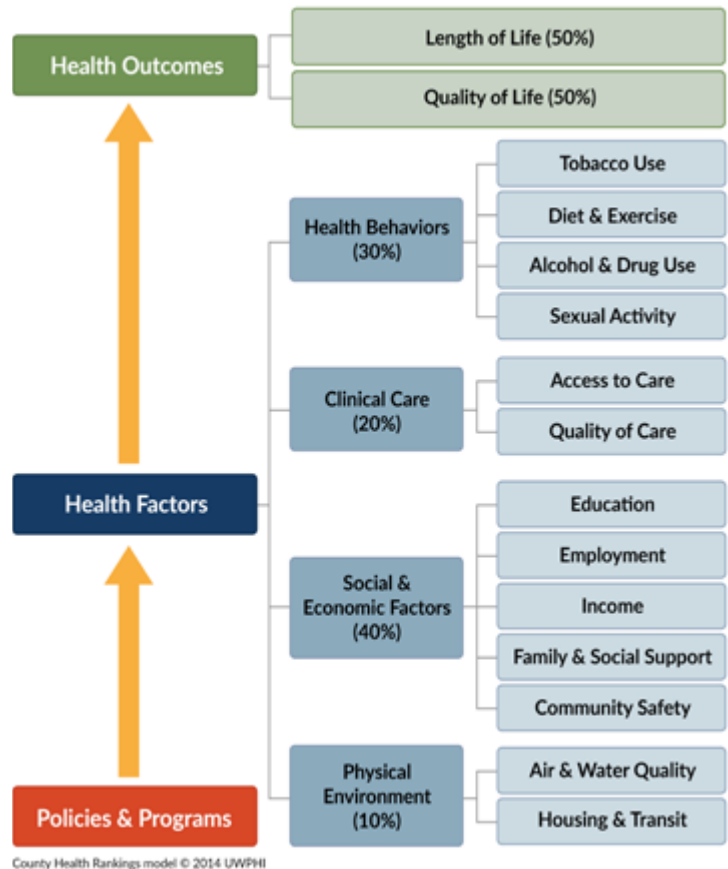 Health Outcomes
Length of Life (50%)
Quality of Life (50%)
Health Factors
Health Behaviors
(30%)
Tobacco Use
Diet & Exercise
Alcohol & Drug Use
Sexual Activity
Clinical Care
(20%)
Access to Care
Quality of Care
Social &
Economic Factors
(40%)
Education
Employment
Income
Family & Social Support
Community Safety
Physical
Environment
(10%)
Air & Water Quality
Housing & Transit
Policies & Programs
County Health Rankings model © 2014 UWPHI